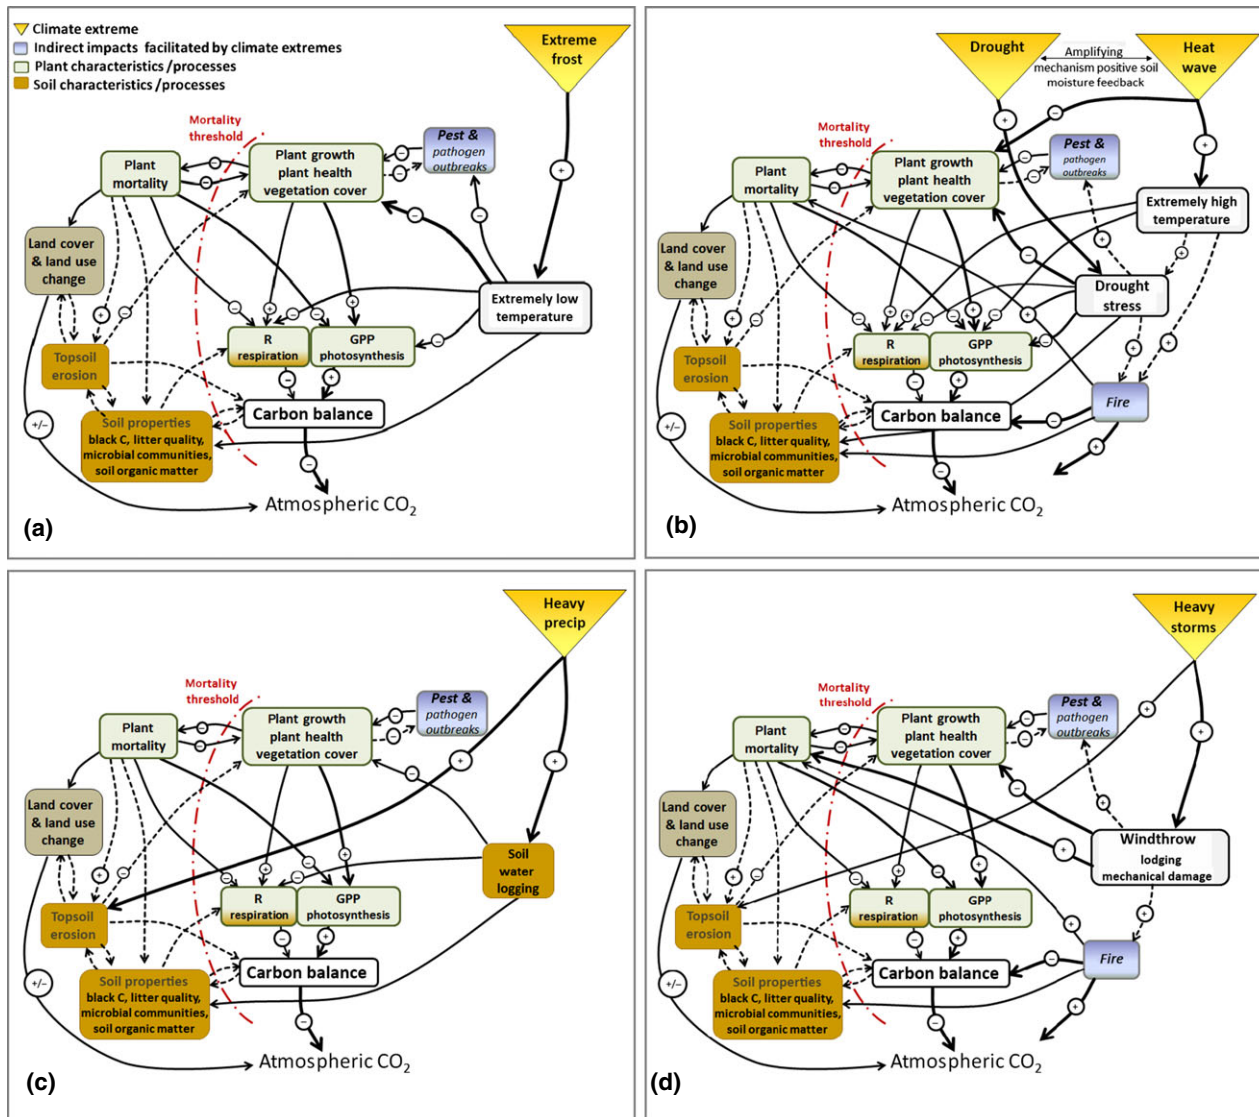 Climate extreme
Indirect impacts facilitated by climate extremes
Plant characteristics/processes
Soil characteristics/processes
Extreme
frost
Mortality
threshold
Plant
mortality
Plant growth
plant health
vegetation cover
Pest &
pathogen
outbreaks
Land cover
& land use
change
Extremely low
temperature
R
respiration
GPP
photosynthesis
Topsoil
erosion
Carbon balance
Soil properties
black C, litter quality,
microbial communities,
soil organic matter
+/−
Atmospheric CO₂
(a)
Drought
Amplifying
mechanism positive soil
moisture feedback
Heat
wave
Mortality
threshold
Plant
mortality
Plant growth
plant health
vegetation cover
Pest &
pathogen
outbreaks
Extremely high
temperature
Land cover
& land use
change
Drought
stress
R
respiration
GPP
photosynthesis
Topsoil
erosion
Fire
Carbon balance
Soil properties
black C, litter quality,
microbial communities,
soil organic matter
+/−
Atmospheric CO₂
(b)
Heavy
precip
Mortality
threshold
Plant
mortality
Plant growth
plant health
vegetation cover
Pest &
pathogen
outbreaks
Land cover
& land use
change
Soil
water
logging
R
respiration
GPP
photosynthesis
Topsoil
erosion
Carbon balance
Soil properties
black C, litter quality,
microbial communities,
soil organic matter
+/−
Atmospheric CO₂
(c)
Heavy
storms
Mortality
threshold
Plant
mortality
Plant growth
plant health
vegetation cover
Pest &
pathogen
outbreaks
Land cover
& land use
change
Windthrow
lodging
mechanical damage
R
respiration
GPP
photosynthesis
Topsoil
erosion
Fire
Carbon balance
Soil properties
black C, litter quality,
microbial communities,
soil organic matter
+/−
Atmospheric CO₂
(d)